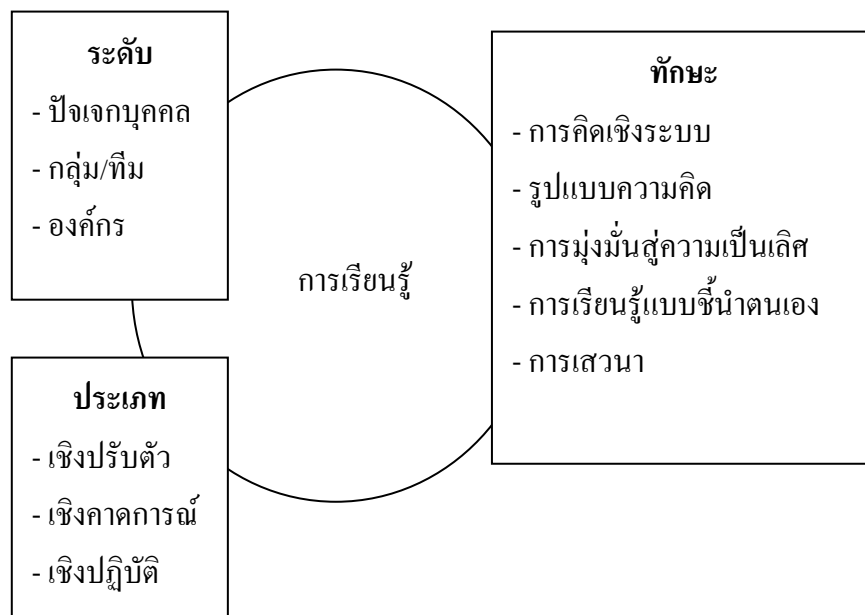 ระดับ
- ปัจเจกบุคคล
- กลุ่ม/ทีม
- องค์กร
ทักษะ
- การคิดเชิงระบบ
- รูปแบบความคิด
- การมุ่งมั่นสู่ความเป็นเลิศ
- การเรียนรู้แบบชี้นำตนเอง
- การเสวนา
การเรียนรู้
ประเภท
- เชิงปรับตัว
- เชิงคาดการณ์
- เชิงปฏิบัติ